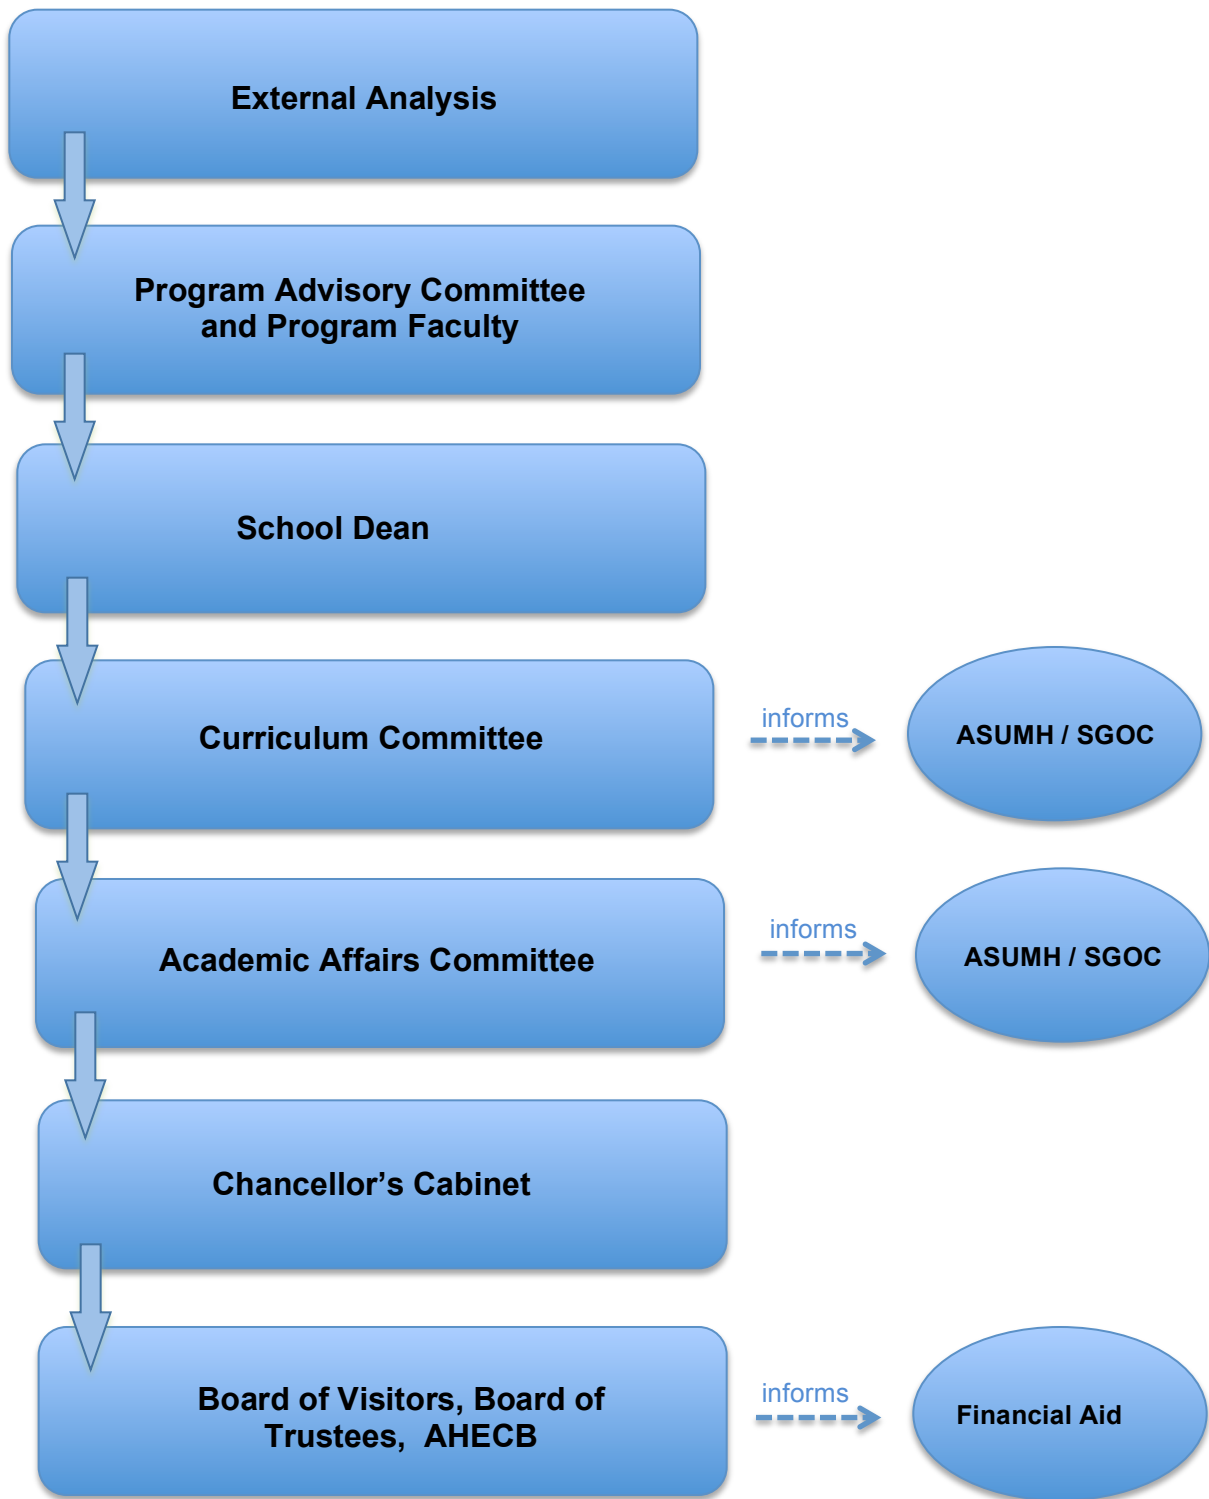 External Analysis
Program Advisory Committee
and Program Faculty
School Dean
Curriculum Committee
informs
ASUMH / SGOC
Academic Affairs Committee
informs
ASUMH / SGOC
Chancellor’s Cabinet
Board of Visitors, Board of
Trustees,  AHECB
informs
Financial Aid